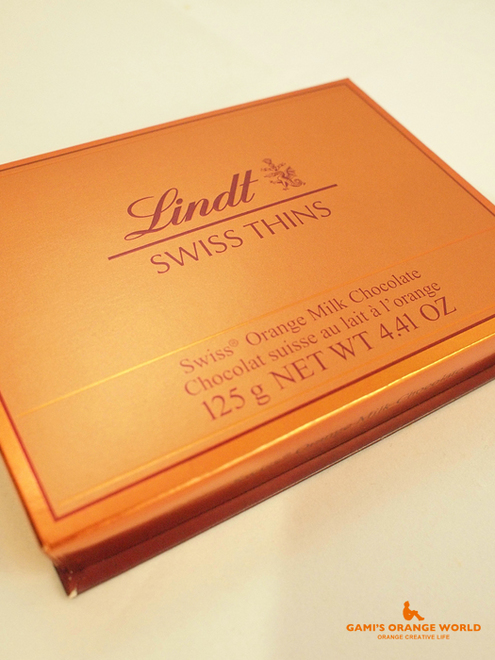 Lindt
SWISS THINS
Swiss® Orange Milk Chocolate
Chocolat suisse au lait à l'orange
125 g NET WT 4.41 OZ
GAMI'S ORANGE WORLD
ORANGE CREATIVE LIFE